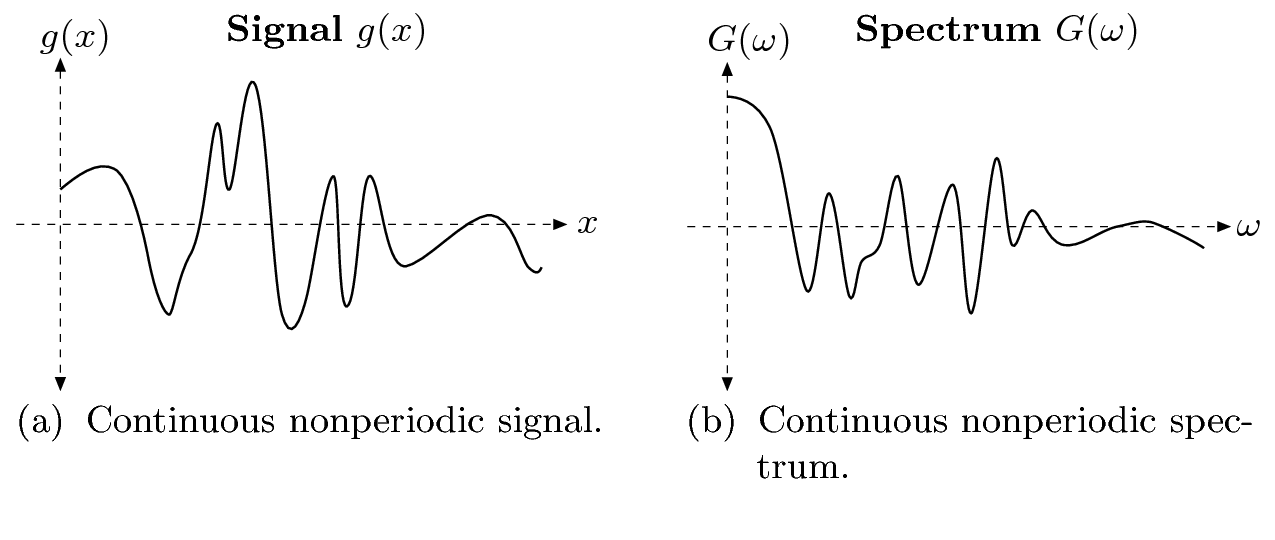 Signal g(x)
g(x)
x
(a) Continuous nonperiodic signal.
Spectrum G(ω)
G(ω)
ω
(b) Continuous nonperiodic spec-
trum.